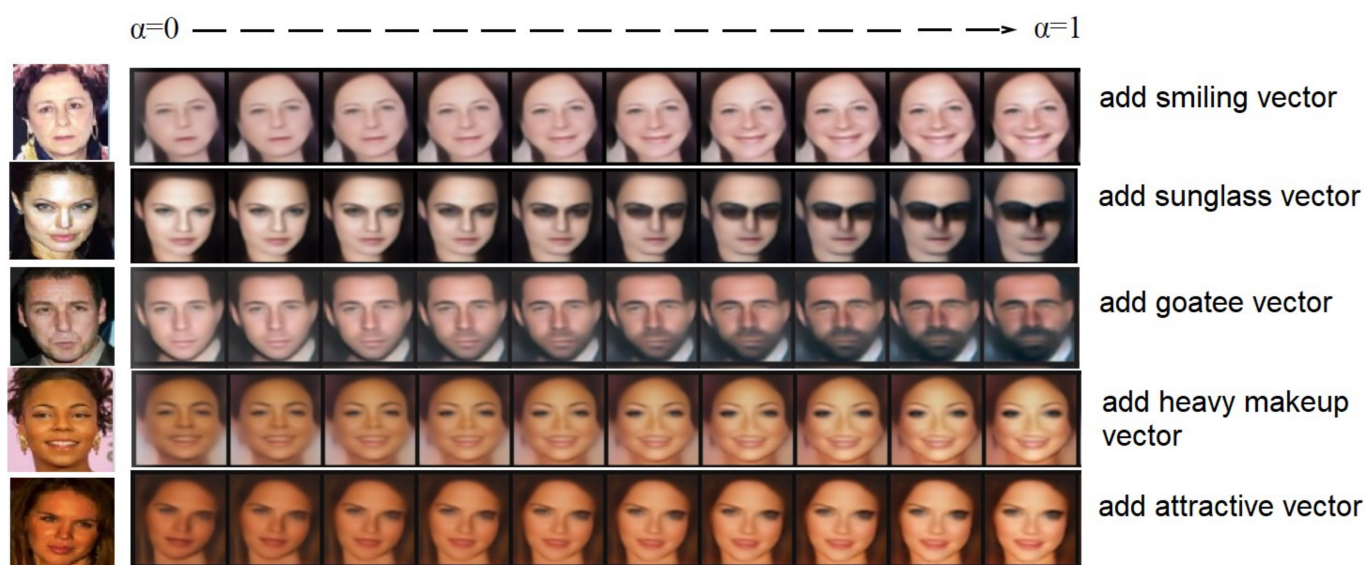 α=0 α=1
add smiling vector
add sunglass vector
add goatee vector
add heavy makeup
vector
add attractive vector